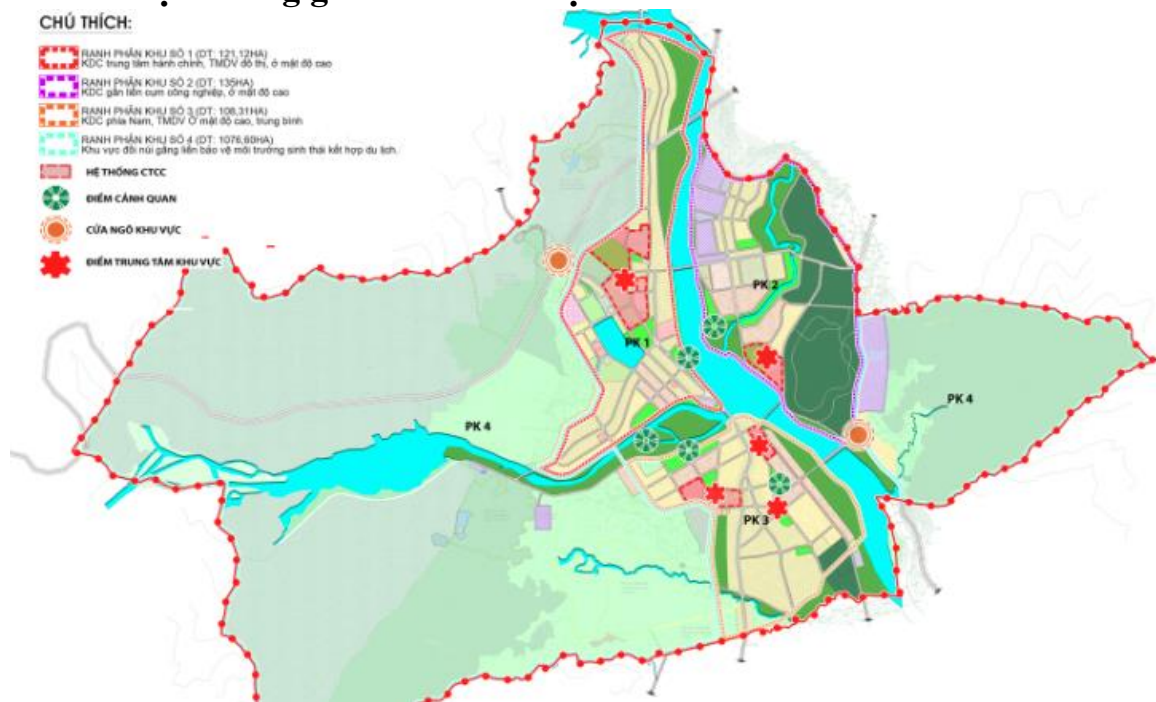 CHÚ THÍCH:
RANH PHÂN KHU SỐ 1 (DT: 121,12HA)
KDC trung tâm hành chính, TMDV đô thị, ở mật độ cao
RANH PHÂN KHU SỐ 2 (DT: 135HA)
KDC gắn liền cụm công nghiệp, ở mật độ cao
RANH PHÂN KHU SỐ 3 (DT: 108,31HA)
KDC phía Nam, TMDV Ở mật độ cao, trung bình
RANH PHÂN KHU SỐ 4 (DT: 1076,60HA)
Khu vực đồi núi gắng liền bảo vệ môi trường sinh thái kết hợp du lịch.
HỆ THỐNG CTCC
ĐIỂM CẢNH QUAN
CỬA NGÕ KHU VỰC
ĐIỂM TRUNG TÂM KHU VỰC
PK 2
PK 1
PK 4
PK 4
PK 3